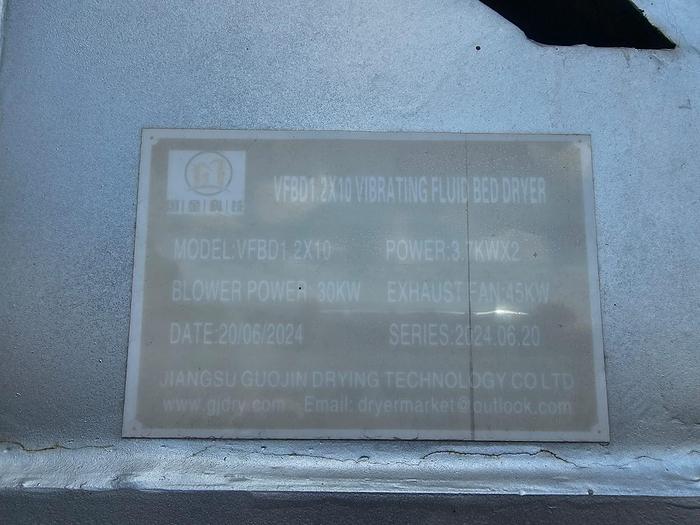 VFBD1.2X10 VIBRATING FLUID BED DRYER
MODEL:VFBD1.2X10 POWER:3.7KWX2
BLOWER POWER: 30KW EXHAUST FAN:45KW
DATE:20/06/2024 SERIES:2024.06.20
JIANGSU GUOJIN DRYING TECHNOLOGY CO LTD
www.gjdry.com Email: dryermarket@outlook.com